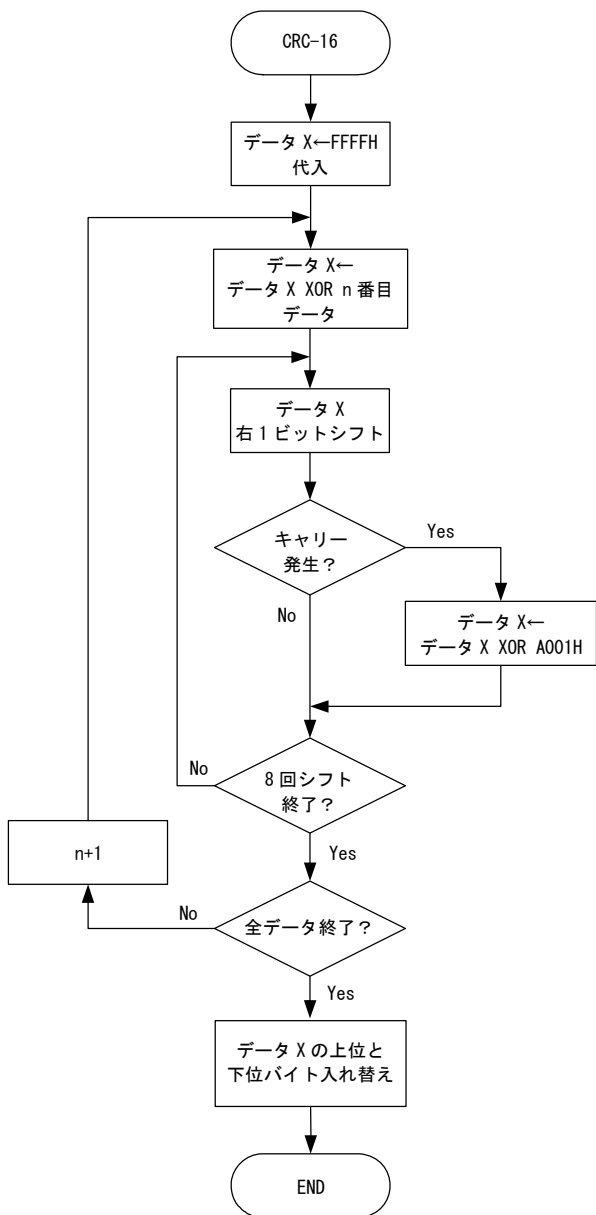 CRC-16
データ X←FFFFH
代入
データ X←
データ X XOR n 番目
データ
データ X
右 1 ビットシフト
キャリー
発生？
Yes
No
データ X←
データ X XOR A001H
8 回シフト
終了？
No
Yes
n+1
全データ終了？
No
Yes
データ X の上位と
下位バイト入れ替え
END